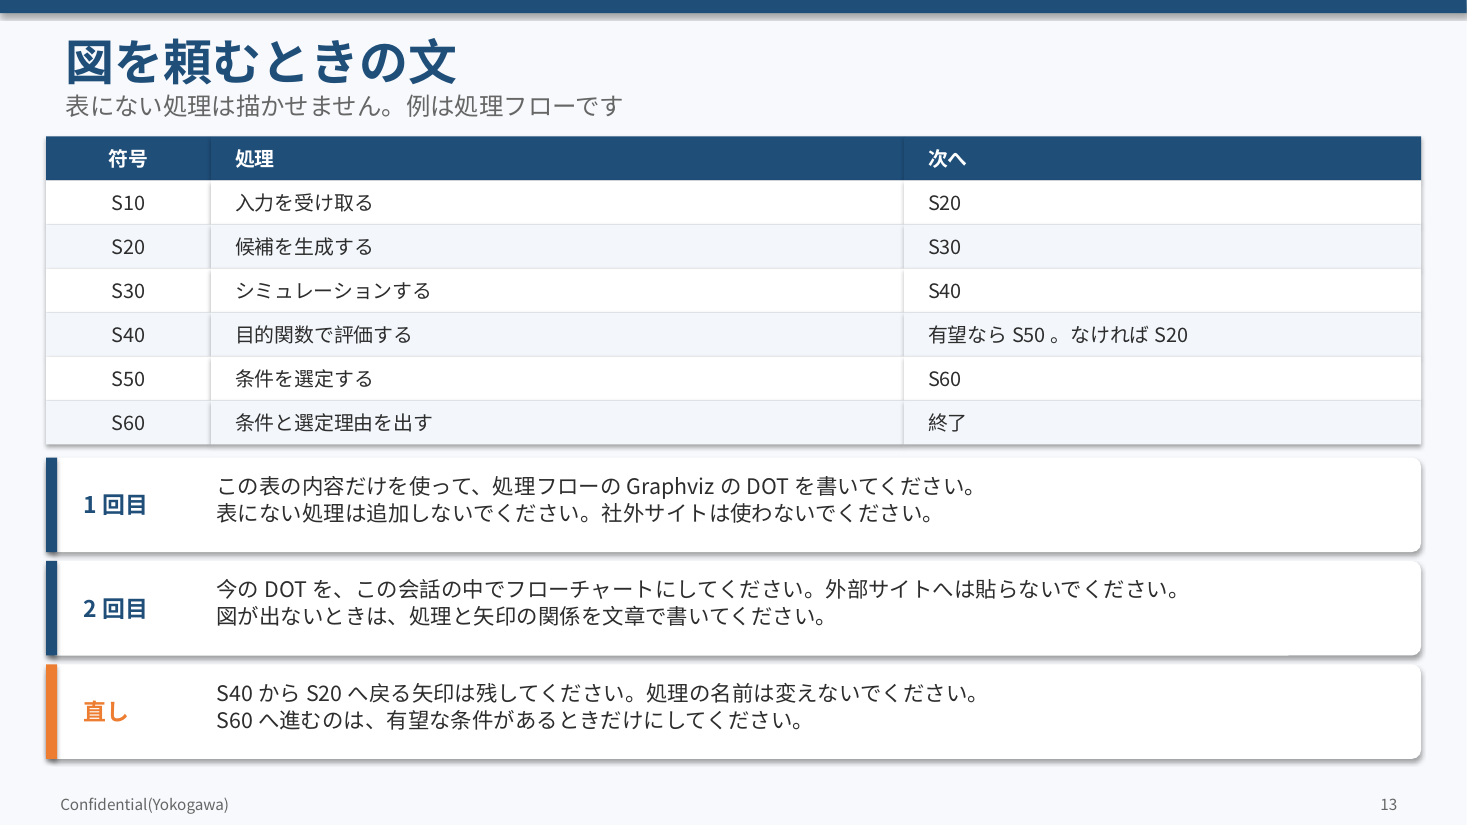 図を頼むときの文
表にない処理は描かせません。例は処理フローです
符号 処理 次へ
S10 入力を受け取る S20
S20 候補を生成する S30
S30 シミュレーションする S40
S40 目的関数で評価する 有望なら S50 。なければ S20
S50 条件を選定する S60
S60 条件と選定理由を出す 終了
1 回目
この表の内容だけを使って、処理フローの Graphviz の DOT を書いてください。
表にない処理は追加しないでください。社外サイトは使わないでください。
2 回目
今の DOT を、この会話の中でフローチャートにしてください。外部サイトへは貼らないでください。
図が出ないときは、処理と矢印の関係を文章で書いてください。
直し
S40 から S20 へ戻る矢印は残してください。処理の名前は変えないでください。
S60 へ進むのは、有望な条件があるときだけにしてください。
Confidential(Yokogawa)
13